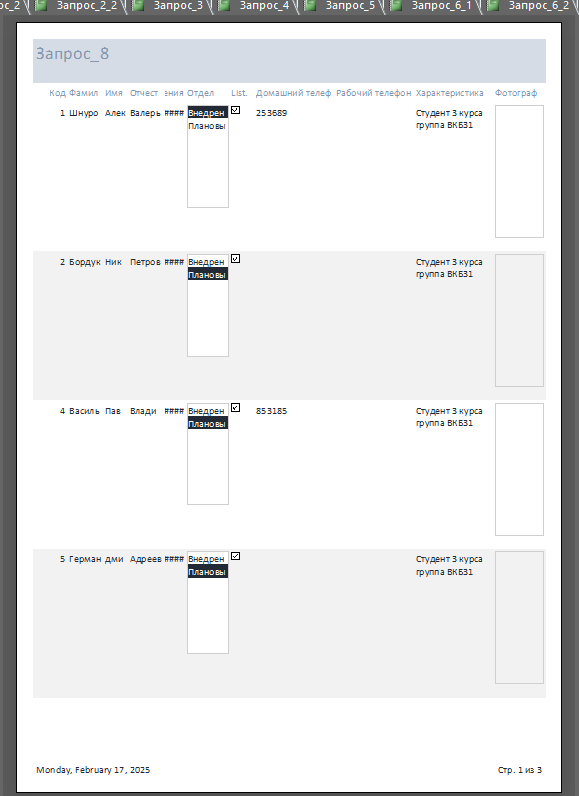 ос_2 Запрос_2_2 Запрос_3 Запрос_4 Запрос_5 Запрос_6_1 Запрос_6_2
Запрос_8
Код Фамил Имя Отчест ения Отдел List. Домашний телеф Рабочий телефон Характеристика Фотограф
1 Шнуро Алек Валерь #### Внедрен 253689 Студент 3 курса
Плановы группа ВКБ31
2 Бордук Ник Петров #### Внедрен Студент 3 курса
Плановы группа ВКБ31
4 Василь Пав Влади #### Внедрен 853185 Студент 3 курса
Плановы группа ВКБ31
5 Герман дми Адреев #### Внедрен Студент 3 курса
Плановы группа ВКБ31
Monday, February 17, 2025 Стр. 1 из 3